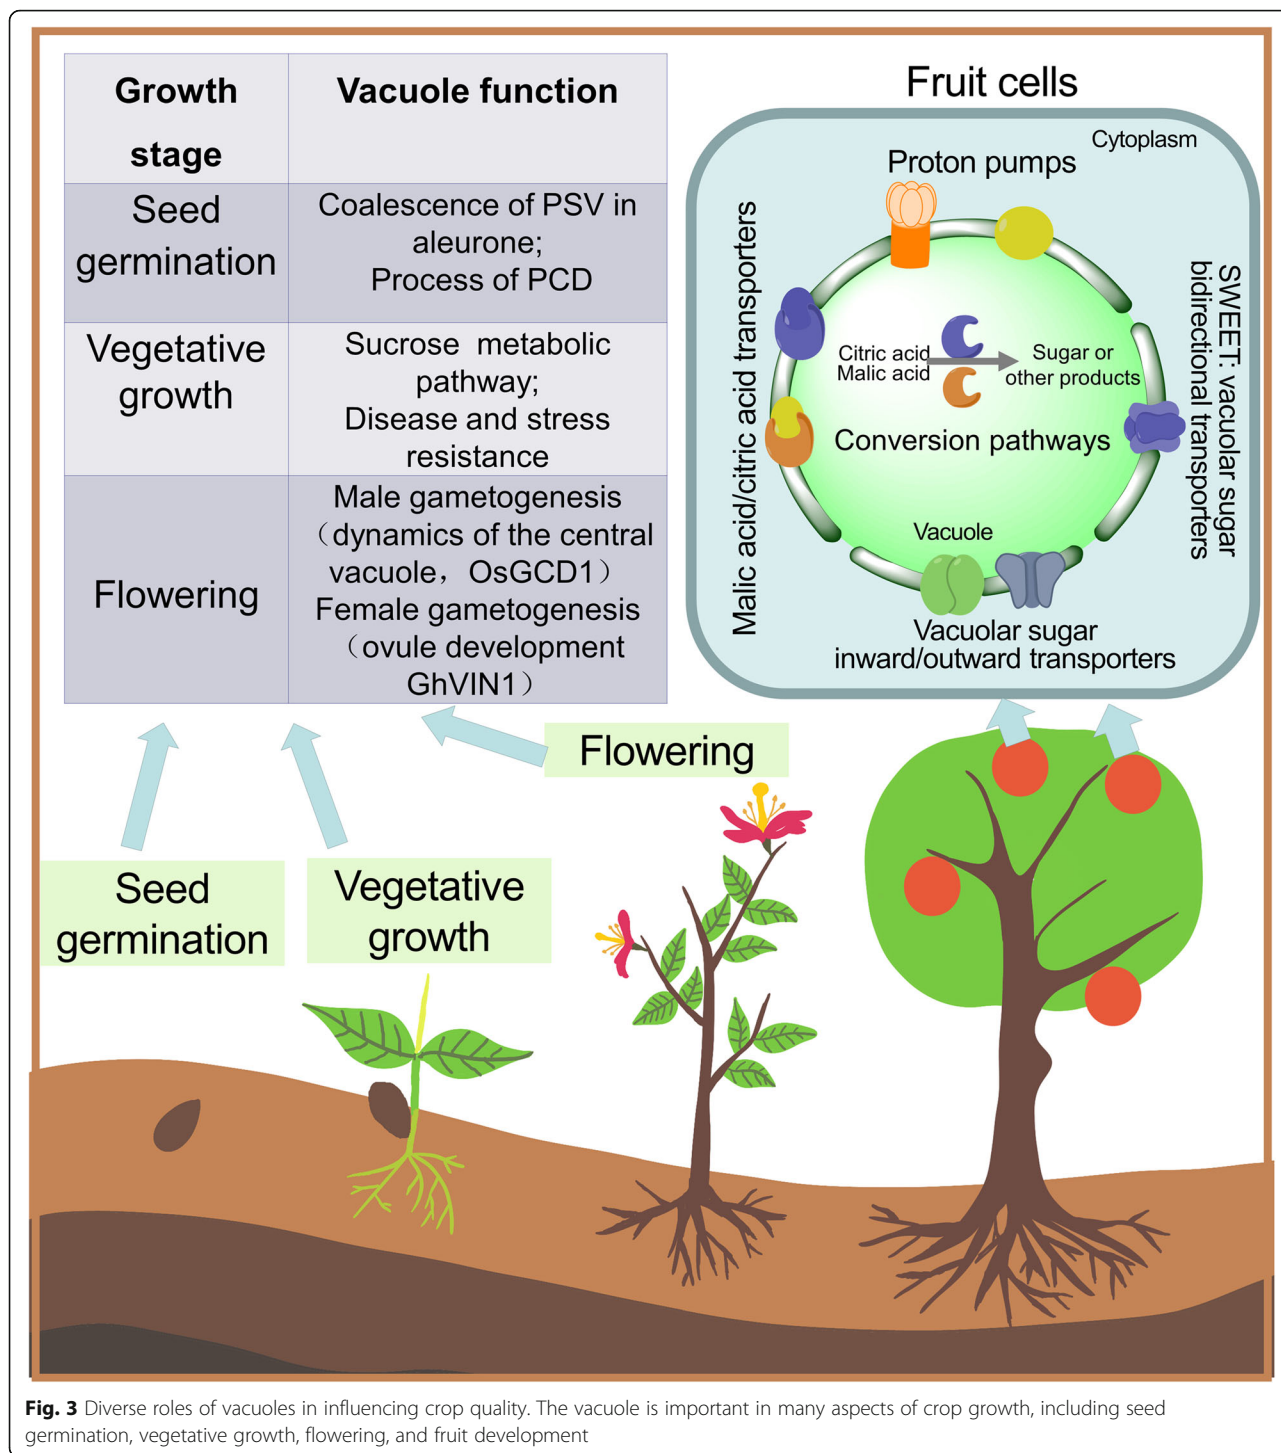 Growth
stage
Vacuole function
Seed
germination
Coalescence of PSV in
aleurone;
Process of PCD
Vegetative
growth
Sucrose metabolic
pathway;
Disease and stress
resistance
Flowering
Male gametogenesis
（dynamics of the central
vacuole，OsGCD1）
Female gametogenesis
（ovule development
GhVIN1）
Fruit cells
Cytoplasm
Proton pumps
Malic acid/citric acid transporters
SWEET: vacuolar sugar
bidirectional transporters
Citric acid
Malic acid
Sugar or
other products
Conversion pathways
Vacuole
Vacuolar sugar
inward/outward transporters
Flowering
Seed
germination
Vegetative
growth
Fig. 3 Diverse roles of vacuoles in influencing crop quality. The vacuole is important in many aspects of crop growth, including seed
germination, vegetative growth, flowering, and fruit development